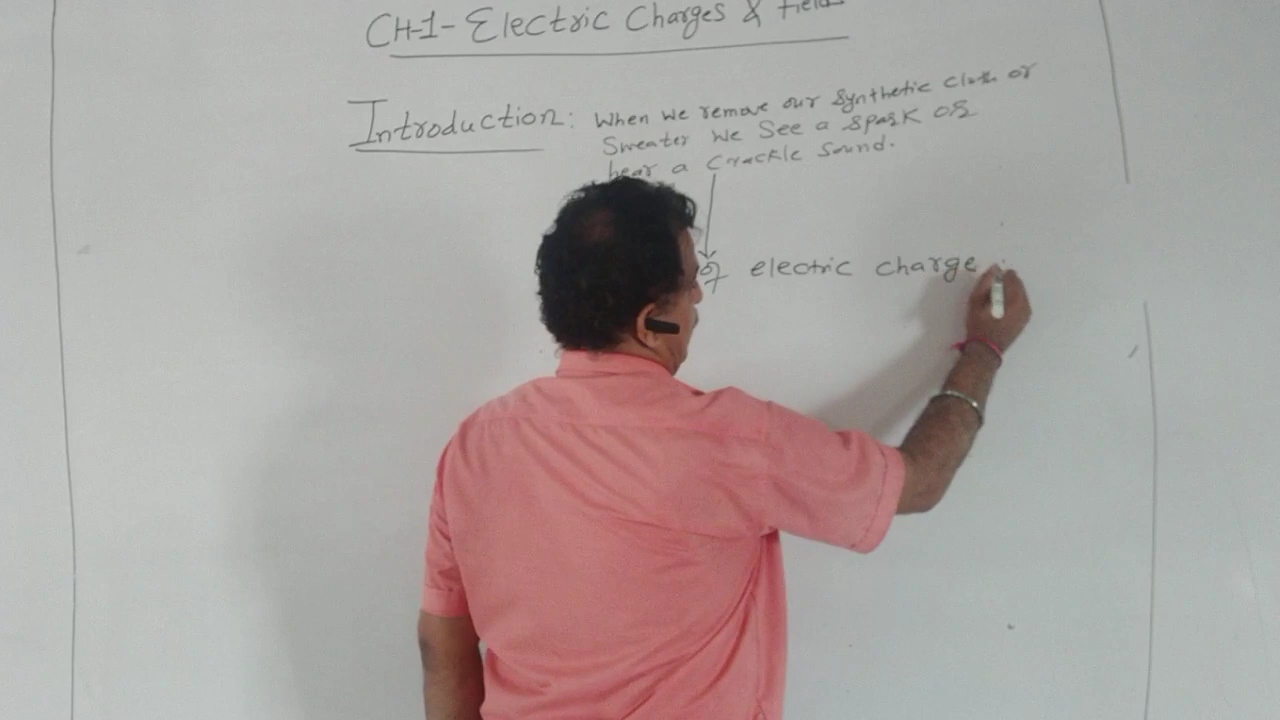 CH-1- Electric Charges & Field
Introduction: When we remove our synthetic cloth or
Sweater we See a spark or
hear a Crackle Sound.
of electric charge